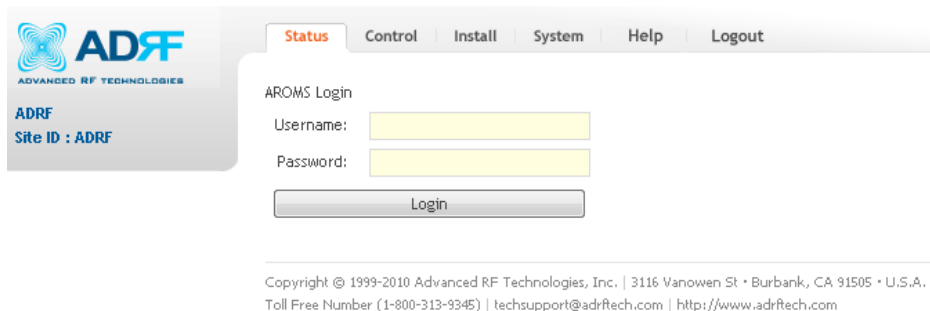 ADRF
ADVANCED RF TECHNOLOGIES
ADRF
Site ID : ADRF
Status Control Install System Help Logout
AROMS Login
Username:
Password:
Login
Copyright © 1999-2010 Advanced RF Technologies, Inc. | 3116 Vanowen St • Burbank, CA 91505 • U.S.A.
Toll Free Number (1-800-313-9345) | techsupport@adrftech.com | http://www.adrftech.com